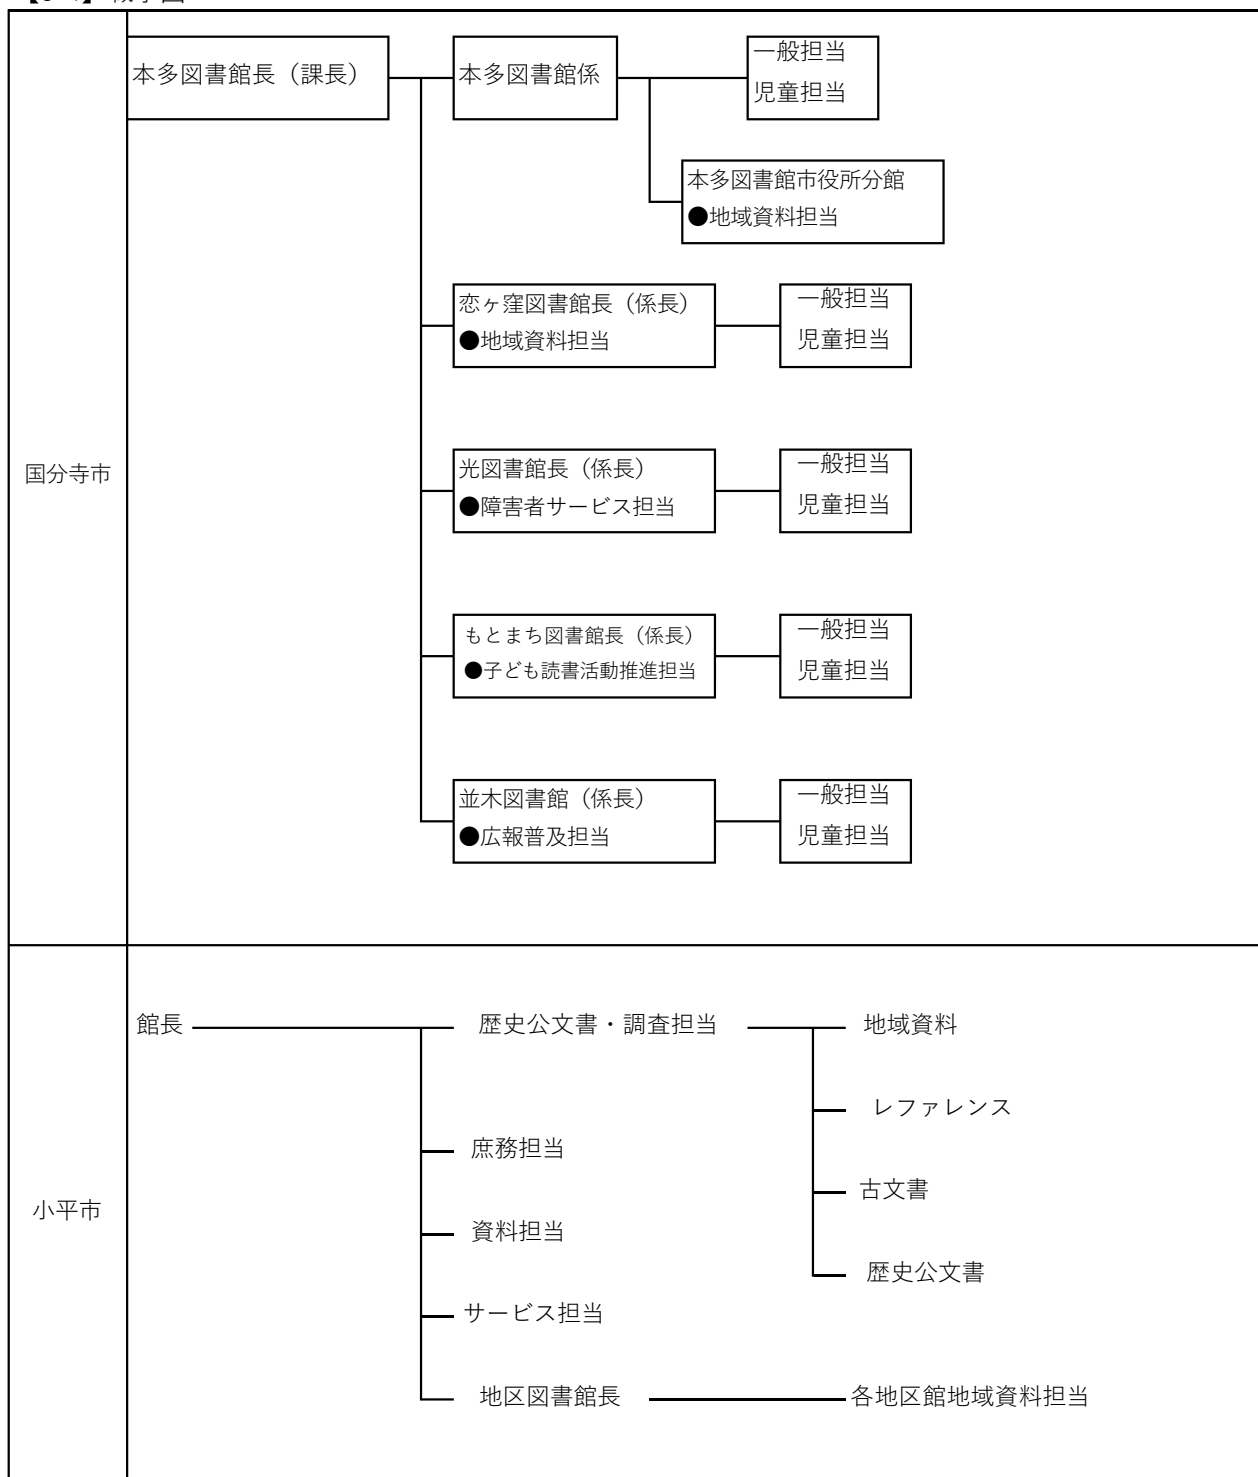 国分寺市
本多図書館長（課長）
本多図書館係
一般担当
児童担当
本多図書館市役所分館
●地域資料担当
恋ヶ窪図書館長（係長）
●地域資料担当
一般担当
児童担当
光図書館長（係長）
●障害者サービス担当
一般担当
児童担当
もとまち図書館長（係長）
●子ども読書活動推進担当
一般担当
児童担当
並木図書館（係長）
●広報普及担当
一般担当
児童担当
小平市
館長
歴史公文書・調査担当
地域資料
レファレンス
古文書
歴史公文書
庶務担当
資料担当
サービス担当
地区図書館長
各地区館地域資料担当